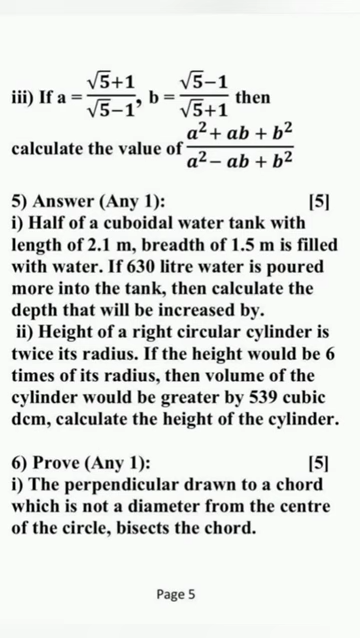 iii) If a = √5+1/√5−1, b = √5−1/√5+1 then
calculate the value of a²+ ab + b²/a²− ab + b²
5) Answer (Any 1): [5]
i) Half of a cuboidal water tank with
length of 2.1 m, breadth of 1.5 m is filled
with water. If 630 litre water is poured
more into the tank, then calculate the
depth that will be increased by.
ii) Height of a right circular cylinder is
twice its radius. If the height would be 6
times of its radius, then volume of the
cylinder would be greater by 539 cubic
dcm, calculate the height of the cylinder.
6) Prove (Any 1): [5]
i) The perpendicular drawn to a chord
which is not a diameter from the centre
of the circle, bisects the chord.
Page 5